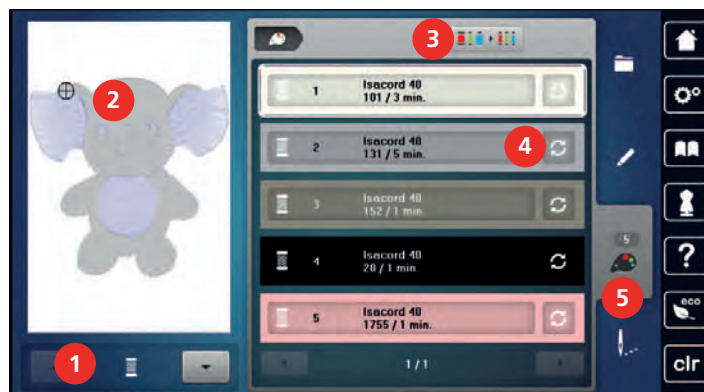 2
3
1
Isacord 40
101 / 3 min.
2
Isacord 40
131 / 5 min.
4
3
Isacord 40
152 / 1 min.
4
Isacord 40
20 / 1 min.
5
Isacord 40
1755 / 1 min.
1
1 / 1
5
5
?
eco
clr